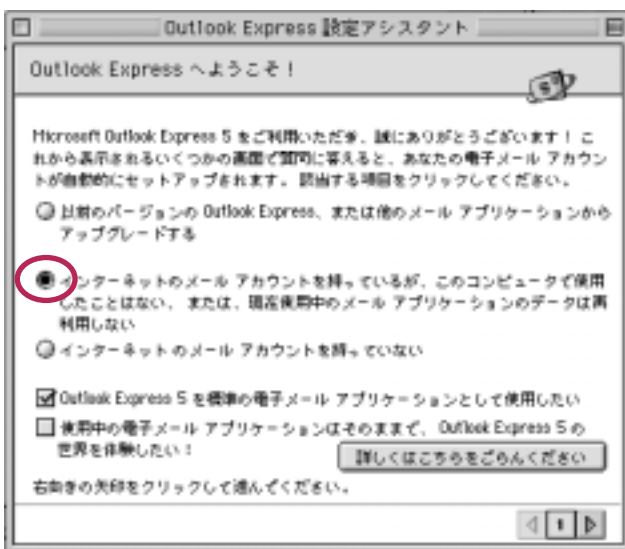 Outlook Express 設定アシスタント
Outlook Express へようこそ!
Microsoft Outlook Express 5 をご利用いただき、誠にありがとうございます! こ
れから表示されるいくつかの画面で質問に答えると、あなたの電子メール アカウン
トが自動的にセットアップされます。 該当する項目をクリックしてください。
以前のバージョンの Outlook Express、または他のメール アプリケーションから
アップグレードする
インターネットのメール アカウントを持っているが、このコンピュータで使用
したことはない、 または、現在使用中のメール アプリケーションのデータは再
利用しない
インターネットのメール アカウントを持っていない
Outlook Express 5 を標準の電子メール アプリケーションとして使用したい
使用中の電子メール アプリケーションはそのままで、 Outlook Express 5 の
世界を体験したい!
詳しくはこちらをごらんください
右向きの矢印をクリックして進んでください。
1